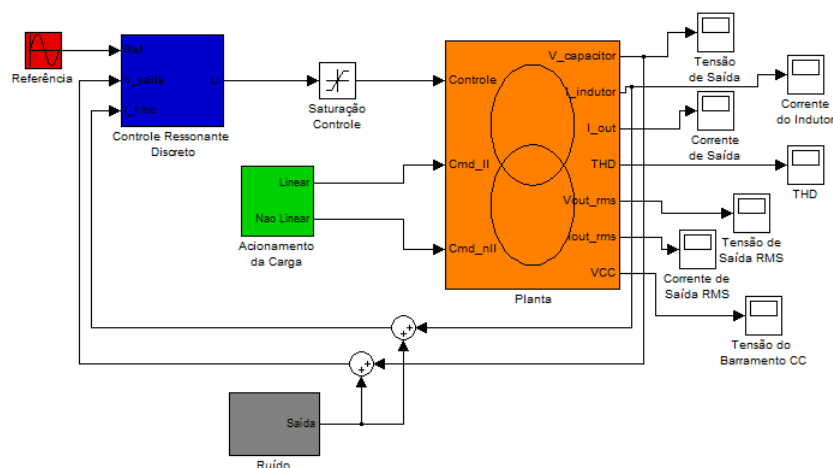 Ref
V_saida
I_filtro
U
Referência
Controle Ressonante
Discreto
Saturação
Controle
Linear
Nao Linear
Acionamento
da Carga
Controle
Cmd_ll
Cmd_nll
V_capacitor
I_indutor
I_out
THD
Vout_rms
Iout_rms
VCC
Planta
Tensão
de Saída
Corrente
do Indutor
Corrente
de Saída
THD
Tensão de
Saída RMS
Corrente de
Saída RMS
Tensão do
Barramento CC
Saída
Ruído